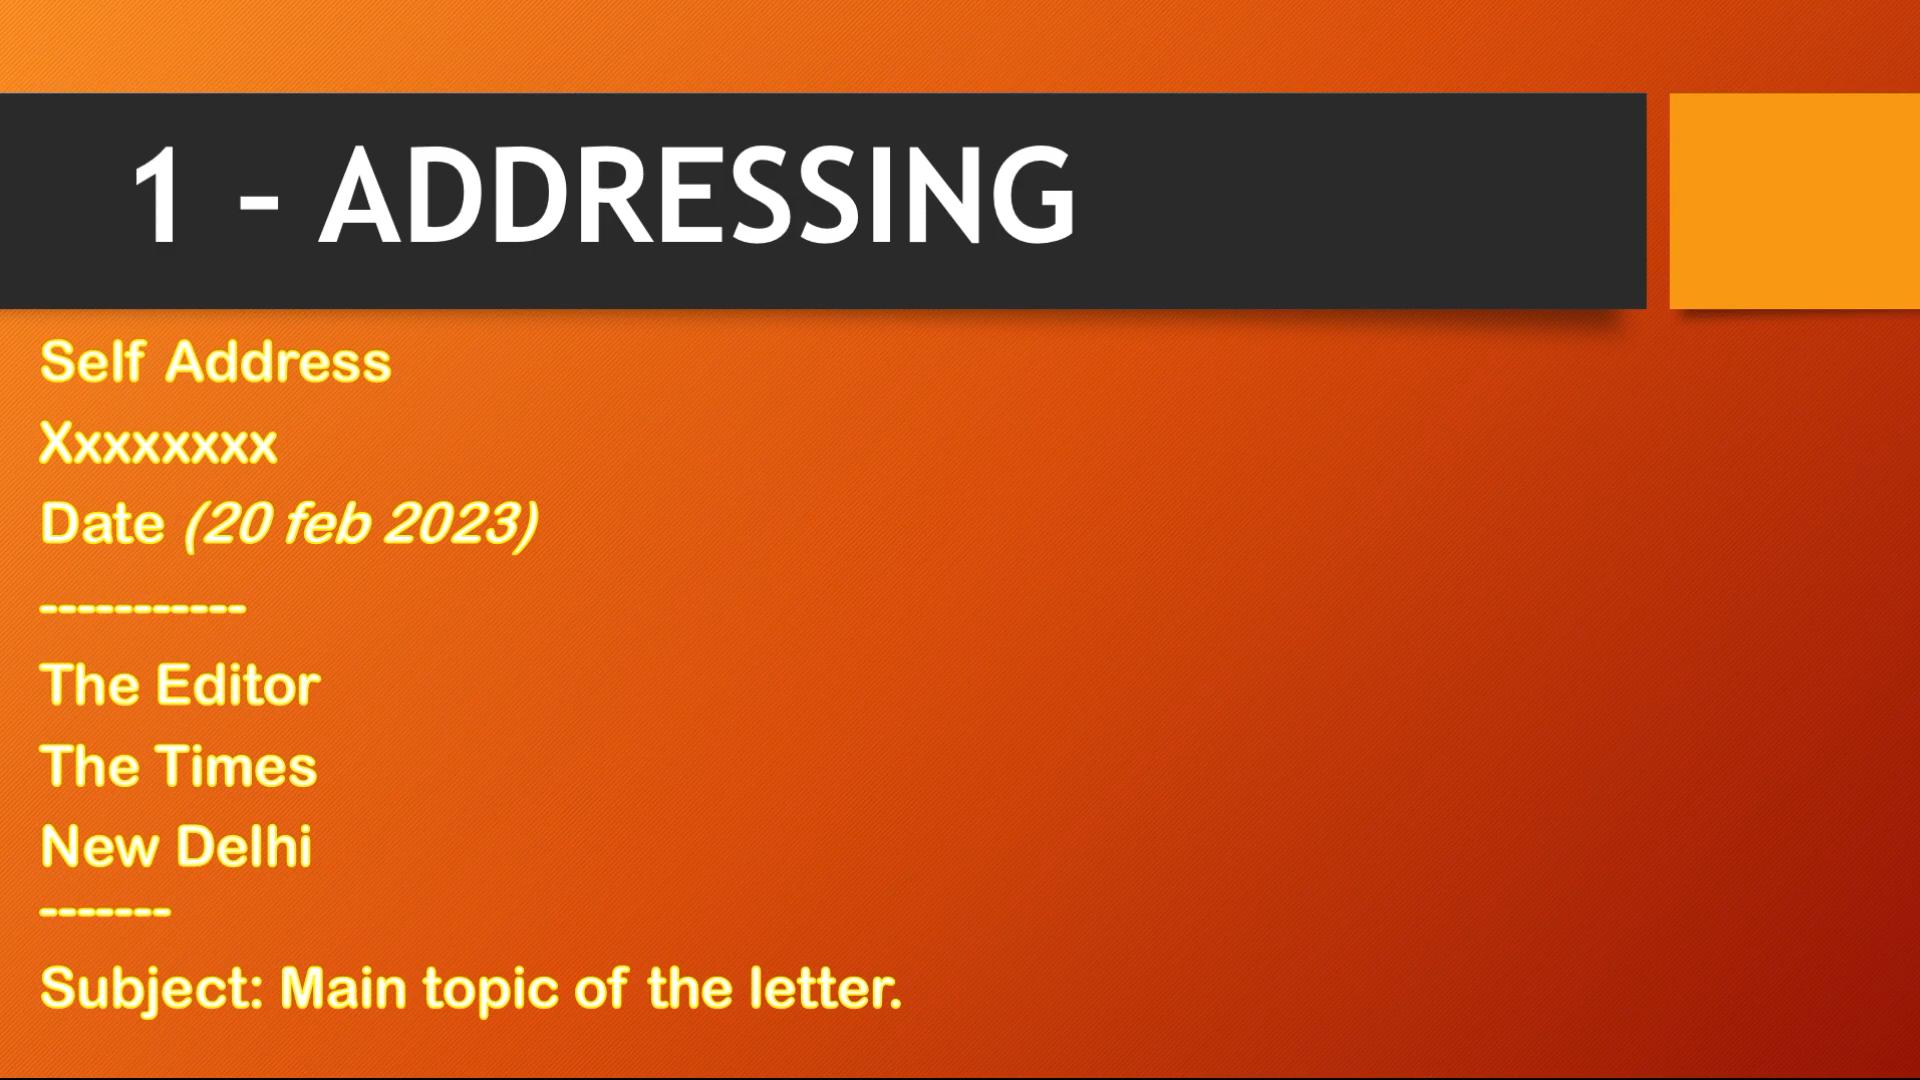 1 - ADDRESSING
Self Address
Xxxxxxxx
Date (20 feb 2023)
-----------
The Editor
The Times
New Delhi
-------
Subject: Main topic of the letter.